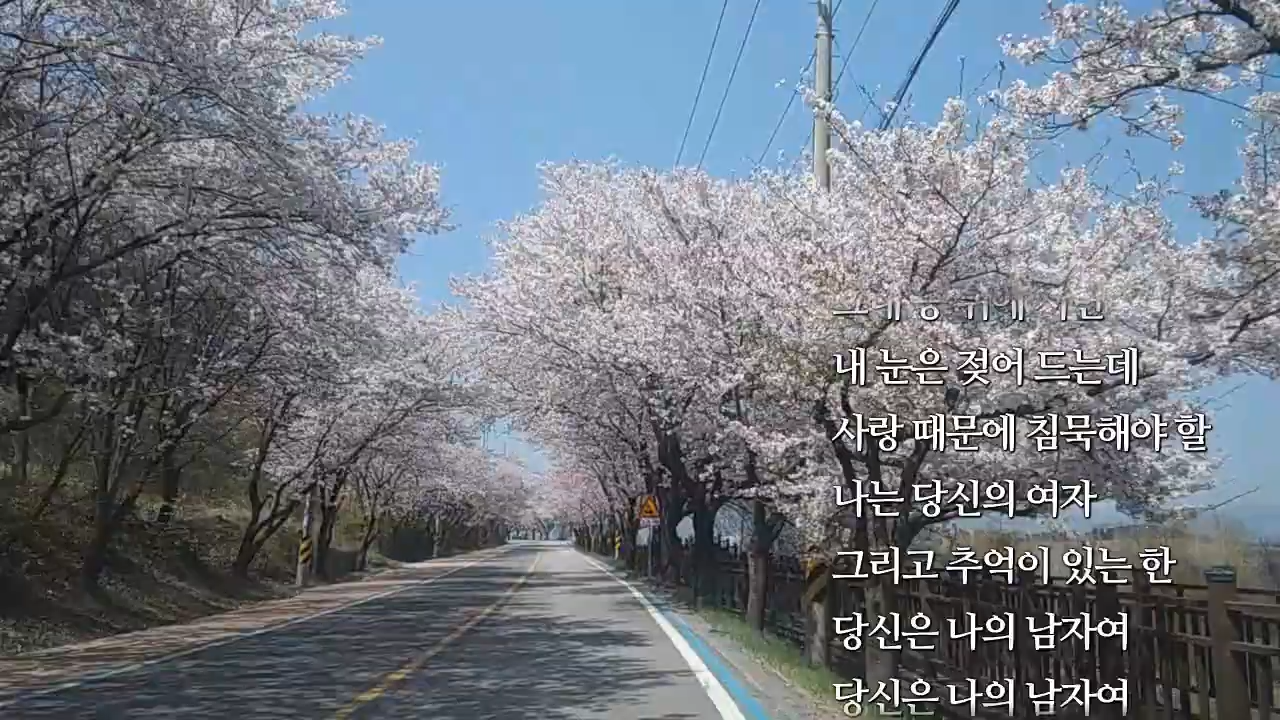 내 눈은 젖어 드는데
사랑 때문에 침묵해야 할
나는 당신의 여자
그리고 추억이 있는 한
당신은 나의 남자여
당신은 나의 남자여